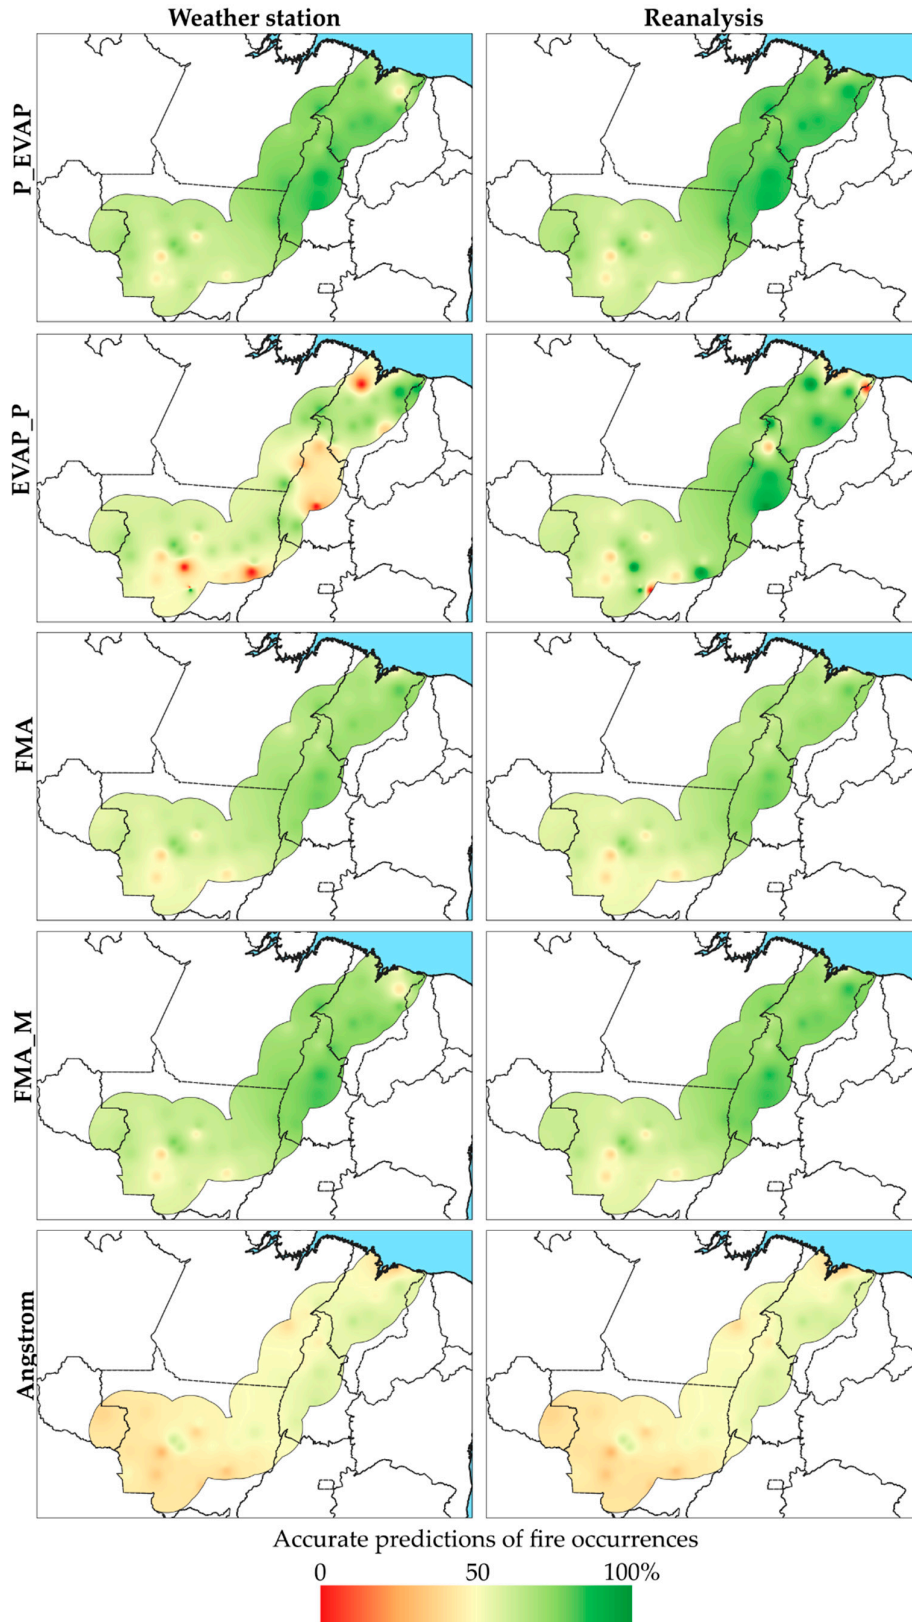 Weather station
Reanalysis
P_EVAP
EVAP_P
FMA
FMA_M
Angstrom
Accurate predictions of fire occurrences
0 50 100%